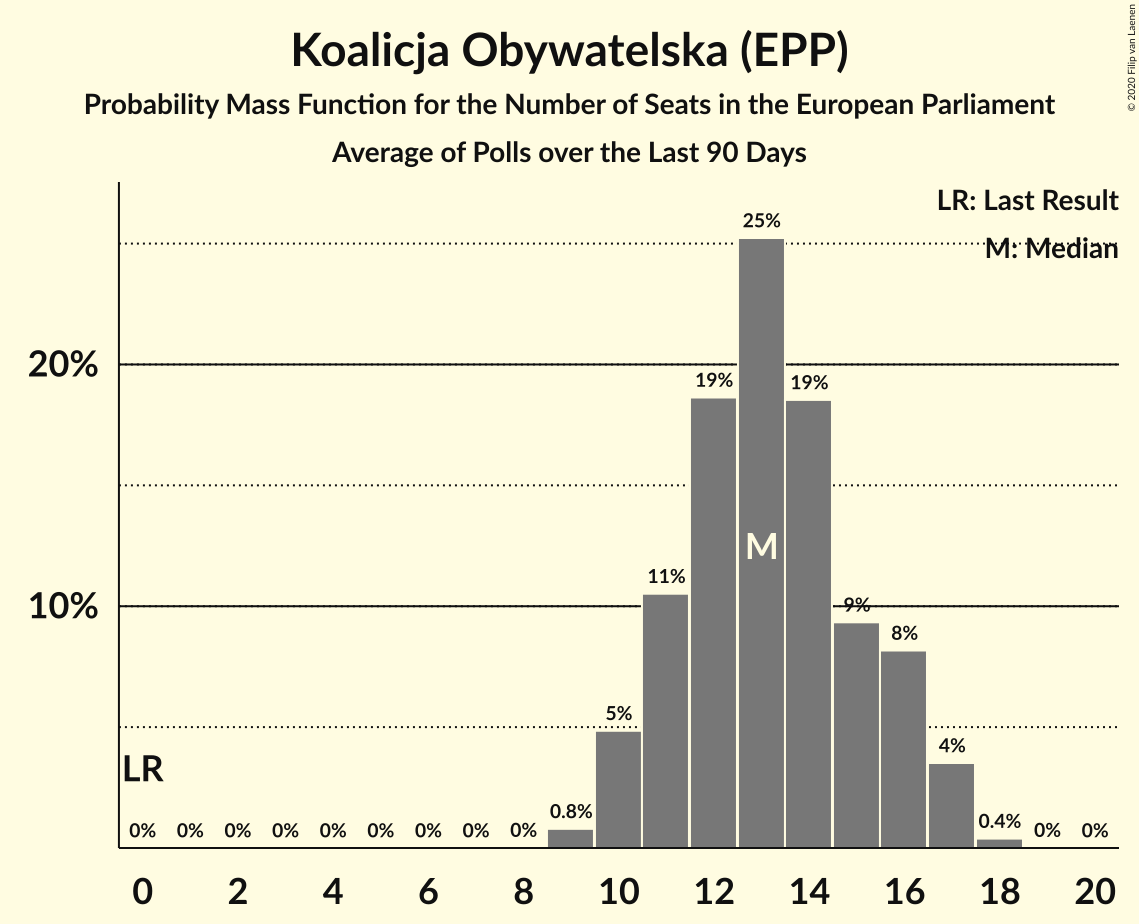 Koalicja Obywatelska (EPP)
Probability Mass Function for the Number of Seats in the European Parliament
Average of Polls over the Last 90 Days
© 2020 Filip van Laenen
LR: Last Result
M: Median
25%
20%
19%
19%
M
11%
10%
9%
8%
5%
4%
LR
0.8%
0.4%
0% 0% 0% 0% 0% 0% 0% 0% 0% 0% 0%
0 2 4 6 8 10 12 14 16 18 20